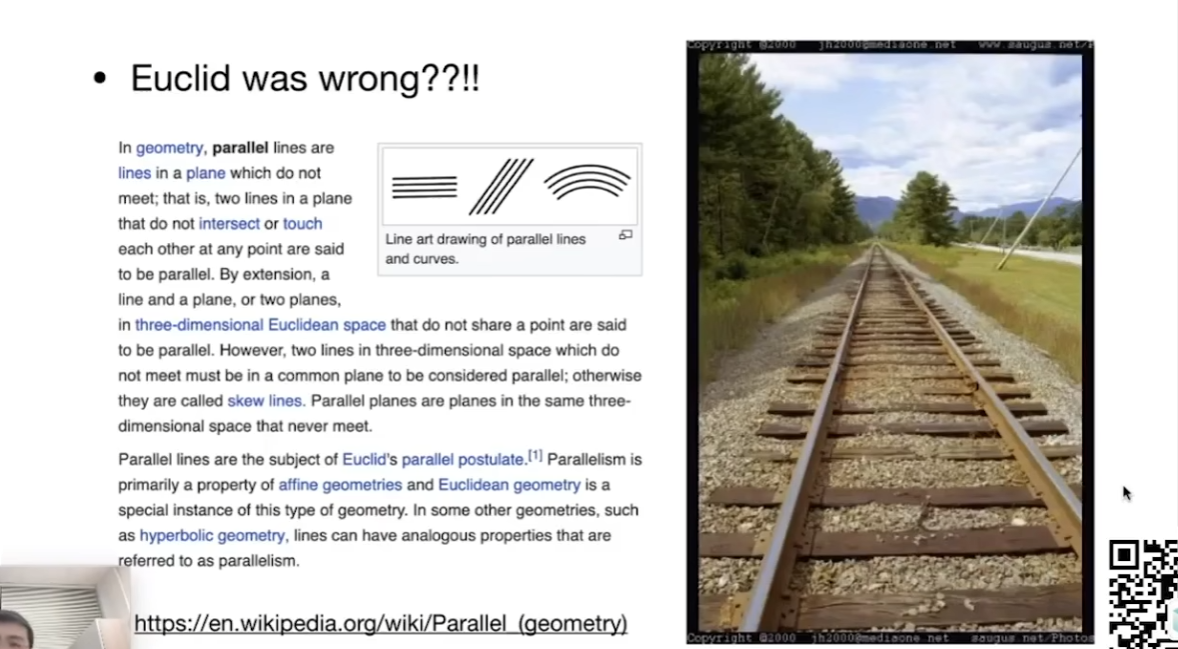 Copyright @2000 jh2000@mediaone.net www.saugus.net/P
• Euclid was wrong??!!
In geometry, parallel lines are
lines in a plane which do not
meet; that is, two lines in a plane
that do not intersect or touch
each other at any point are said
to be parallel. By extension, a
line and a plane, or two planes,
in three-dimensional Euclidean space that do not share a point are said
to be parallel. However, two lines in three-dimensional space which do
not meet must be in a common plane to be considered parallel; otherwise
they are called skew lines. Parallel planes are planes in the same three-
dimensional space that never meet.
Line art drawing of parallel lines
and curves.
Parallel lines are the subject of Euclid's parallel postulate.[1] Parallelism is
primarily a property of affine geometries and Euclidean geometry is a
special instance of this type of geometry. In some other geometries, such
as hyperbolic geometry, lines can have analogous properties that are
referred to as parallelism.
https://en.wikipedia.org/wiki/Parallel_(geometry)
Copyright @2000 jh2000@mediaone.net saugus.net/Photos